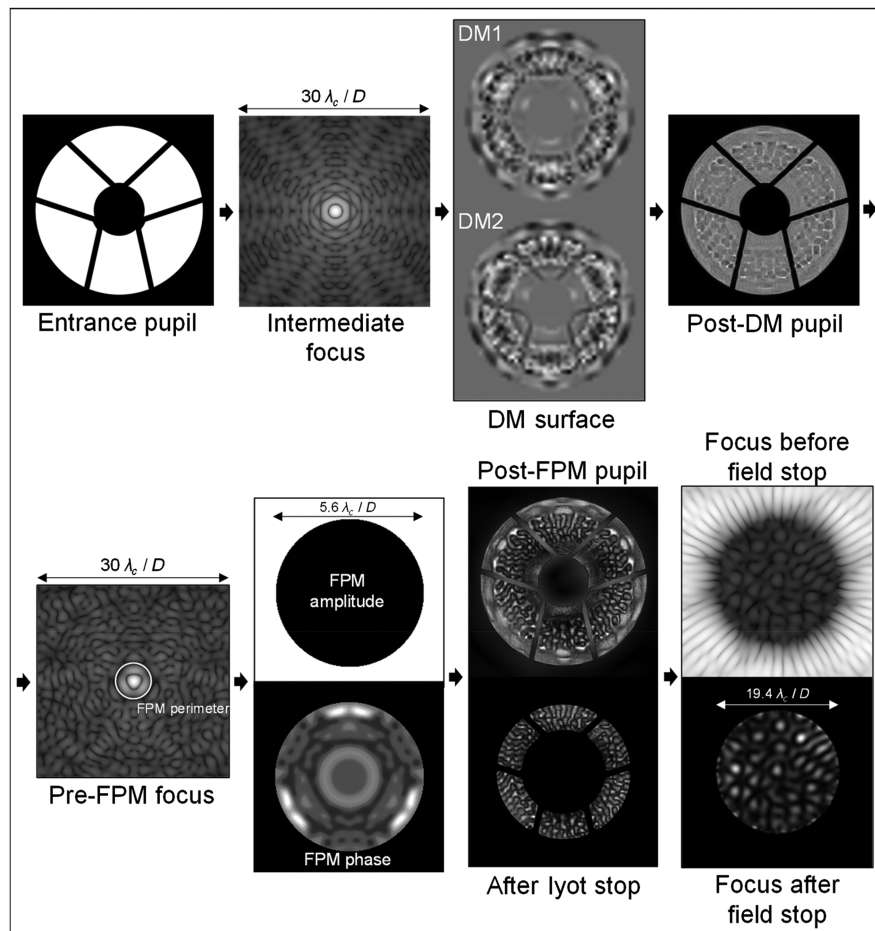 30 λc / D
DM1
DM2
Entrance pupil
Intermediate
focus
DM surface
Post-DM pupil
30 λc / D
FPM perimeter
Pre-FPM focus
5.6 λc / D
FPM
amplitude
FPM phase
Post-FPM pupil
After lyot stop
Focus before
field stop
19.4 λc / D
Focus after
field stop